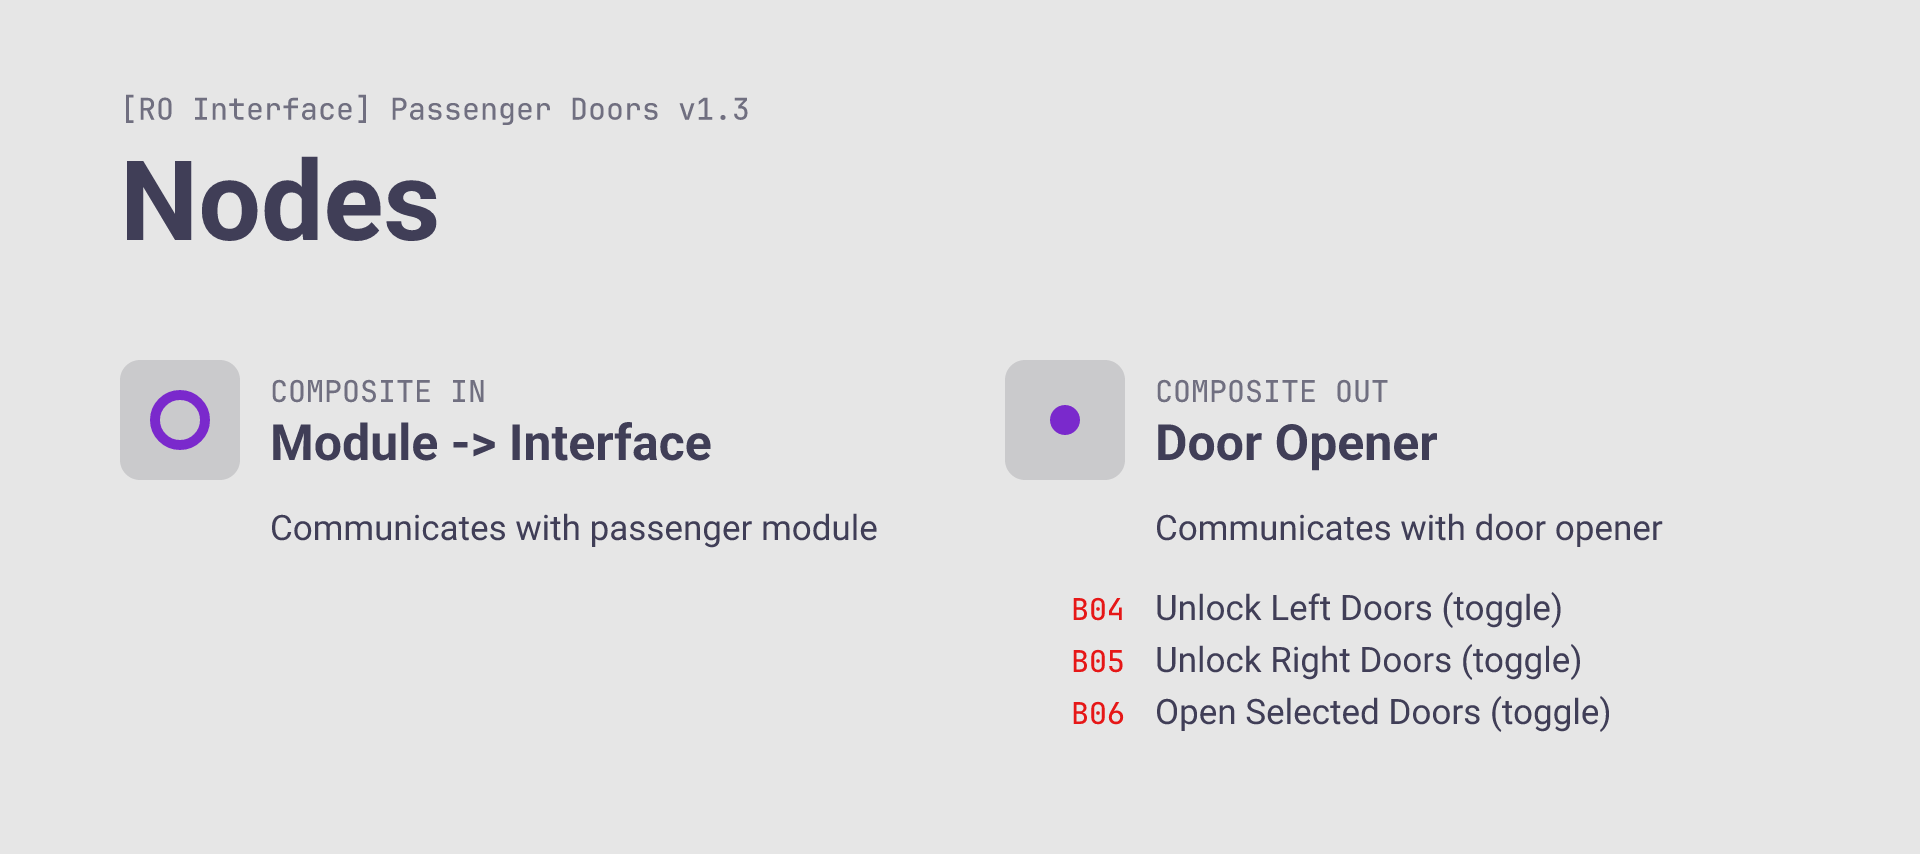 [RO Interface] Passenger Doors v1.3
Nodes
COMPOSITE IN
Module -> Interface
Communicates with passenger module
COMPOSITE OUT
Door Opener
Communicates with door opener
B04 Unlock Left Doors (toggle)
B05 Unlock Right Doors (toggle)
B06 Open Selected Doors (toggle)